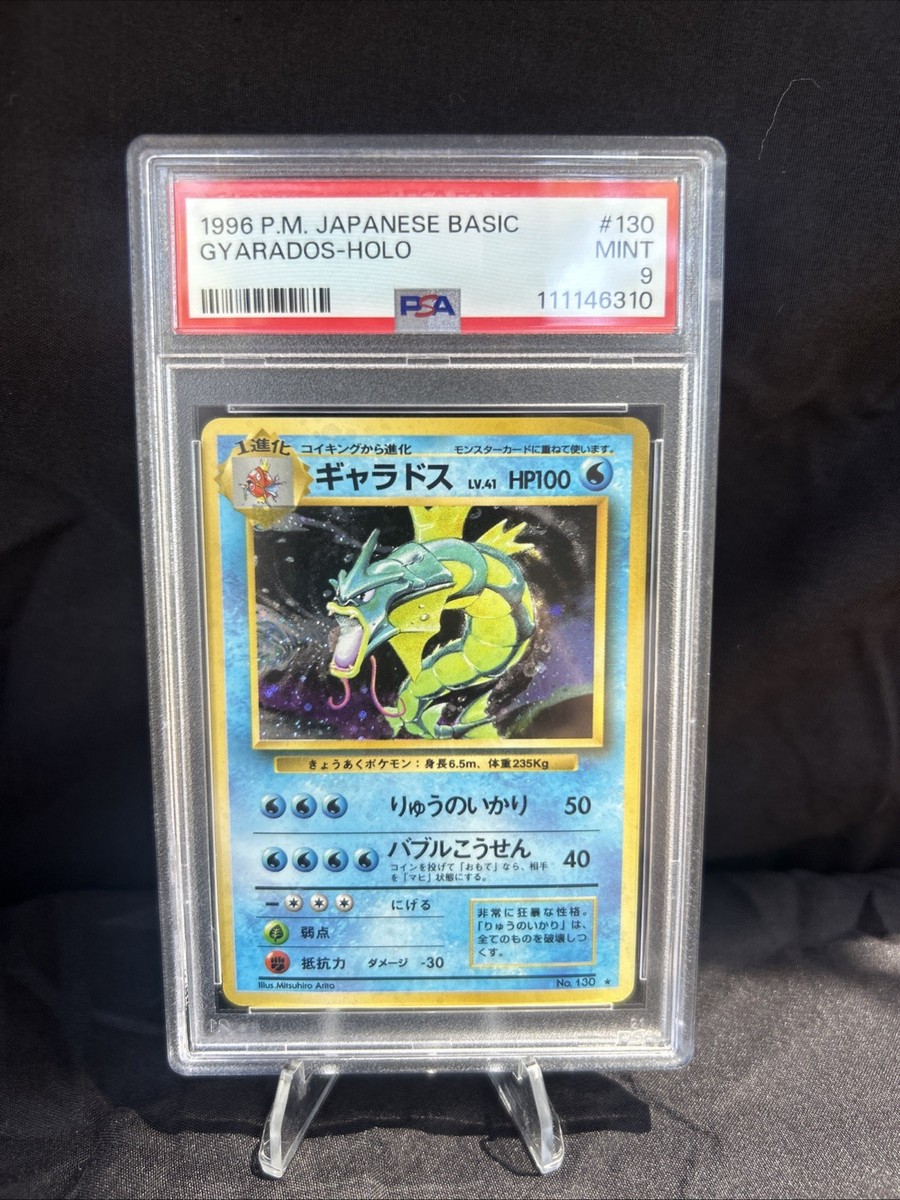 1996 P.M. JAPANESE BASIC #130
GYARADOS-HOLO MINT
9
PSA 111146310
1進化 コイキングから進化 モンスターカードに重ねて使います。
ギャラドス LV.41 HP100
きょうあくポケモン:身長6.5m、体重235Kg
りゅうのいかり 50
バブルこうせん 40
コインを投げて「おもて」なら、相手
を「マヒ」状態にする。
ー にげる
弱点
抵抗力 ダメージ -30
非常に狂暴な性格。
「りゅうのいかり」は、
全てのものを破壊しつ
くす。
Illus.Mitsuhiro Arita No. 130 ★